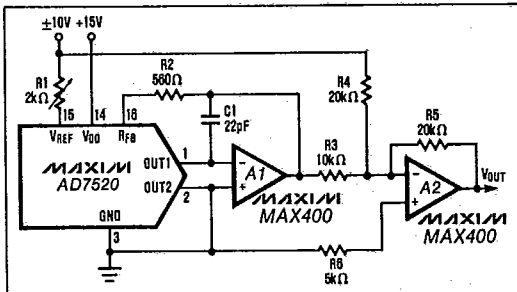 ±10V +15V
R1
2kΩ
R2
560Ω
R4
20kΩ
15 14 16
C1
22pF
R5
20kΩ
VREF VDD RFB
MAXIM
AD7520
OUT1 1
OUT2 2
GND
3
A1
MAXIM
MAX400
R3
10kΩ
A2
VOUT
MAXIM
MAX400
R6
5kΩ